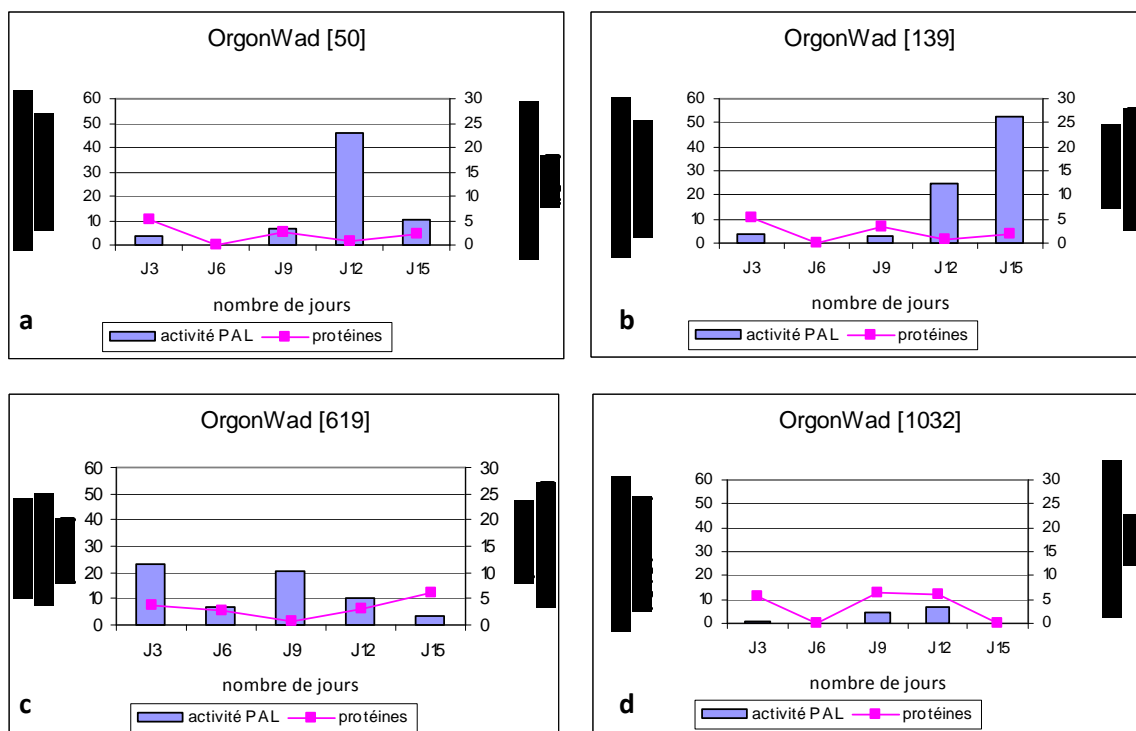 OrgonWad [50]
60
50
40
30
20
10
0
30
25
20
15
10
5
0
J3 J6 J9 J12 J15
nombre de jours
a
activité PAL protéines
OrgonWad [139]
60
50
40
30
20
10
0
30
25
20
15
10
5
0
J3 J6 J9 J12 J15
nombre de jours
b
activité PAL protéines
OrgonWad [619]
60
50
40
30
20
10
0
30
25
20
15
10
5
0
J3 J6 J9 J12 J15
nombre de jours
c
activité PAL protéines
OrgonWad [1032]
60
50
40
30
20
10
0
30
25
20
15
10
5
0
J3 J6 J9 J12 J15
nombre de jours
d
activité PAL protéines